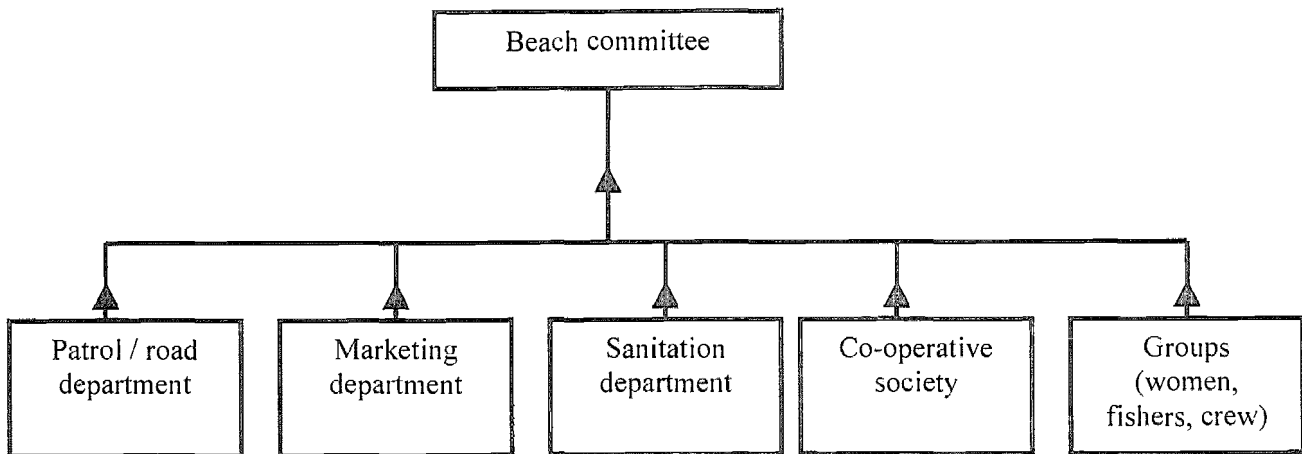 Beach committee
Patrol / road
department
Marketing
department
Sanitation
department
Co-operative
society
Groups
(women,
fishers, crew)